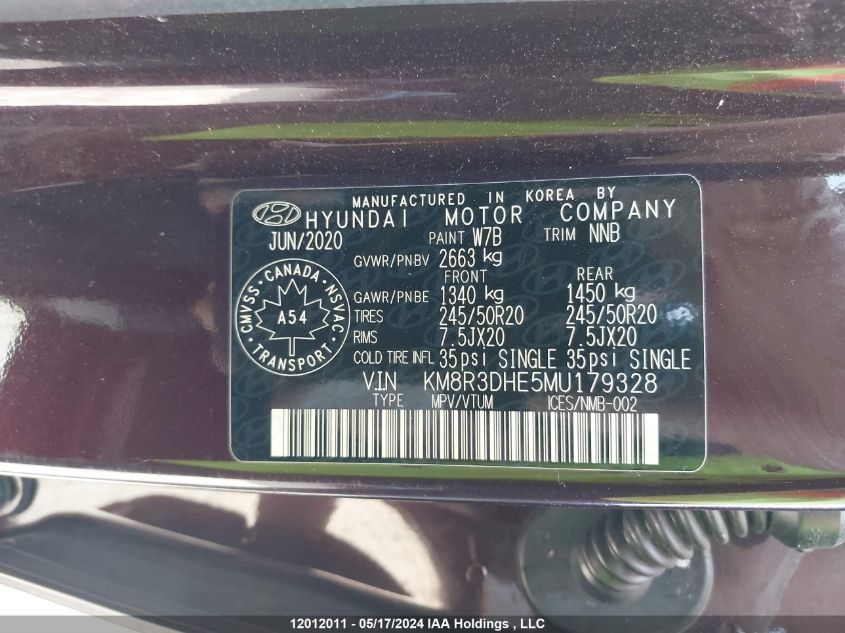 MANUFACTURED IN KOREA BY
HYUNDAI MOTOR COMPANY
JUN/2020 PAINT W7B TRIM NNB
GVWR/PNBV 2663 kg
FRONT REAR
GAWR/PNBE 1340 kg 1450 kg
TIRES 245/50R20 245/50R20
RIMS 7.5JX20 7.5JX20
COLD TIRE INFL 35psi SINGLE 35psi SINGLE
V.I.N KM8R3DHE5MU179328
TYPE MPV/VTUM ICES/NMB-002
CMVSS · CANADA · NSVAC
A54
TRANSPORT
12012011 - 05/17/2024 IAA Holdings , LLC